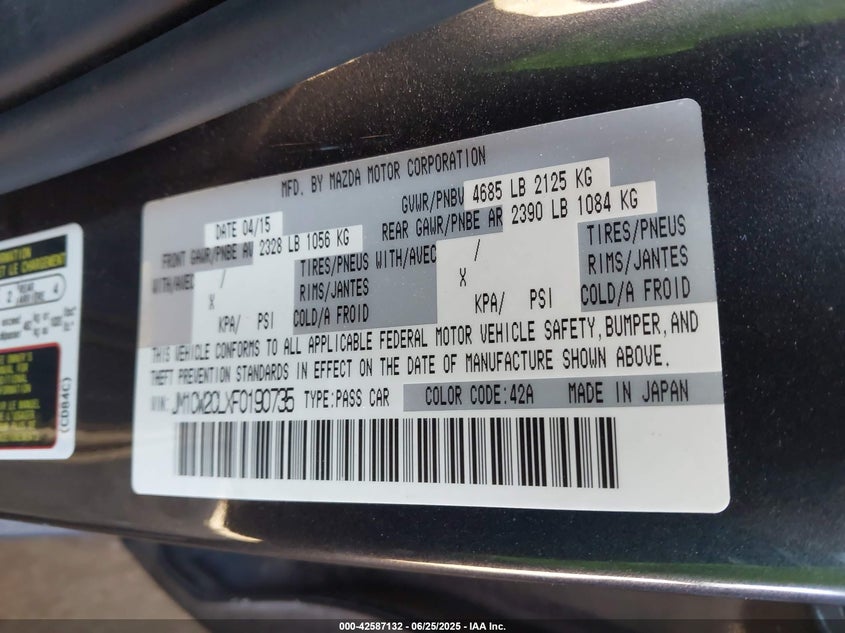 MFD. BY MAZDA MOTOR CORPORATION
DATE 04/15
GVWR/PNBV 4685 LB 2125 KG
FRONT GAWR/PNBE AV 2328 LB 1056 KG
REAR GAWR/PNBE AR 2390 LB 1084 KG
WITH/AVEC / TIRES/PNEUS WITH/AVEC / TIRES/PNEUS
X RIMS/JANTES X RIMS/JANTES
KPA/ PSI COLD/A FROID KPA/ PSI COLD/A FROID
THIS VEHICLE CONFORMS TO ALL APPLICABLE FEDERAL MOTOR VEHICLE SAFETY, BUMPER, AND
THEFT PREVENTION STANDARDS IN EFFECT ON THE DATE OF MANUFACTURE SHOWN ABOVE.
VIN: JM1CW2CLXF0190735 TYPE:PASS CAR COLOR CODE:42A MADE IN JAPAN
2 REAR 4
(CD84C)
000-42587132 - 06/25/2025 - IAA Inc.